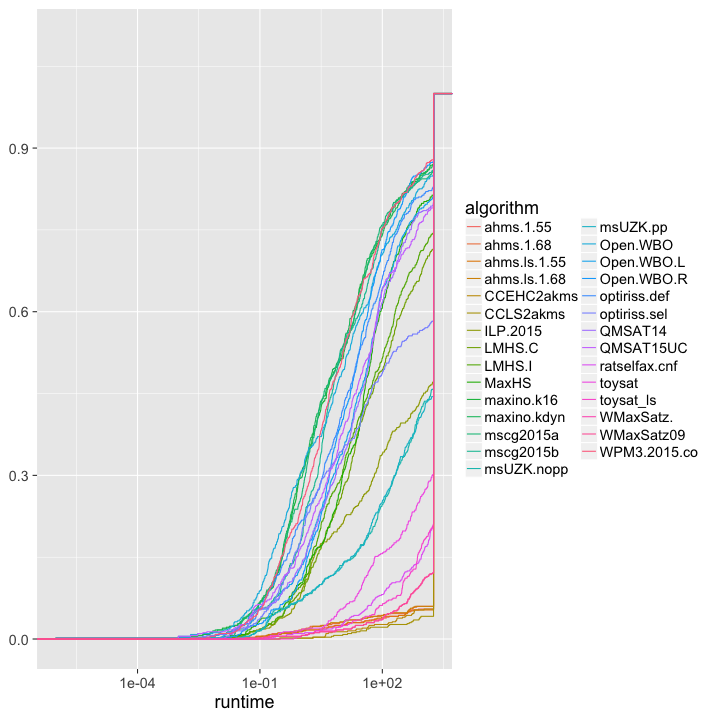 0.9
0.6
0.3
0.0
1e-04
1e-01
1e+02
runtime
algorithm
ahms.1.55
ahms.1.68
ahms.ls.1.55
ahms.ls.1.68
CCEHC2akms
CCLS2akms
ILP.2015
LMHS.C
LMHS.I
MaxHS
maxino.k16
maxino.kdyn
mscg2015a
mscg2015b
msUZK.nopp
msUZK.pp
Open.WBO
Open.WBO.L
Open.WBO.R
optiriss.def
optiriss.sel
QMSAT14
QMSAT15UC
ratselfax.cnf
toysat
toysat_ls
WMaxSatz.
WMaxSatz09
WPM3.2015.co